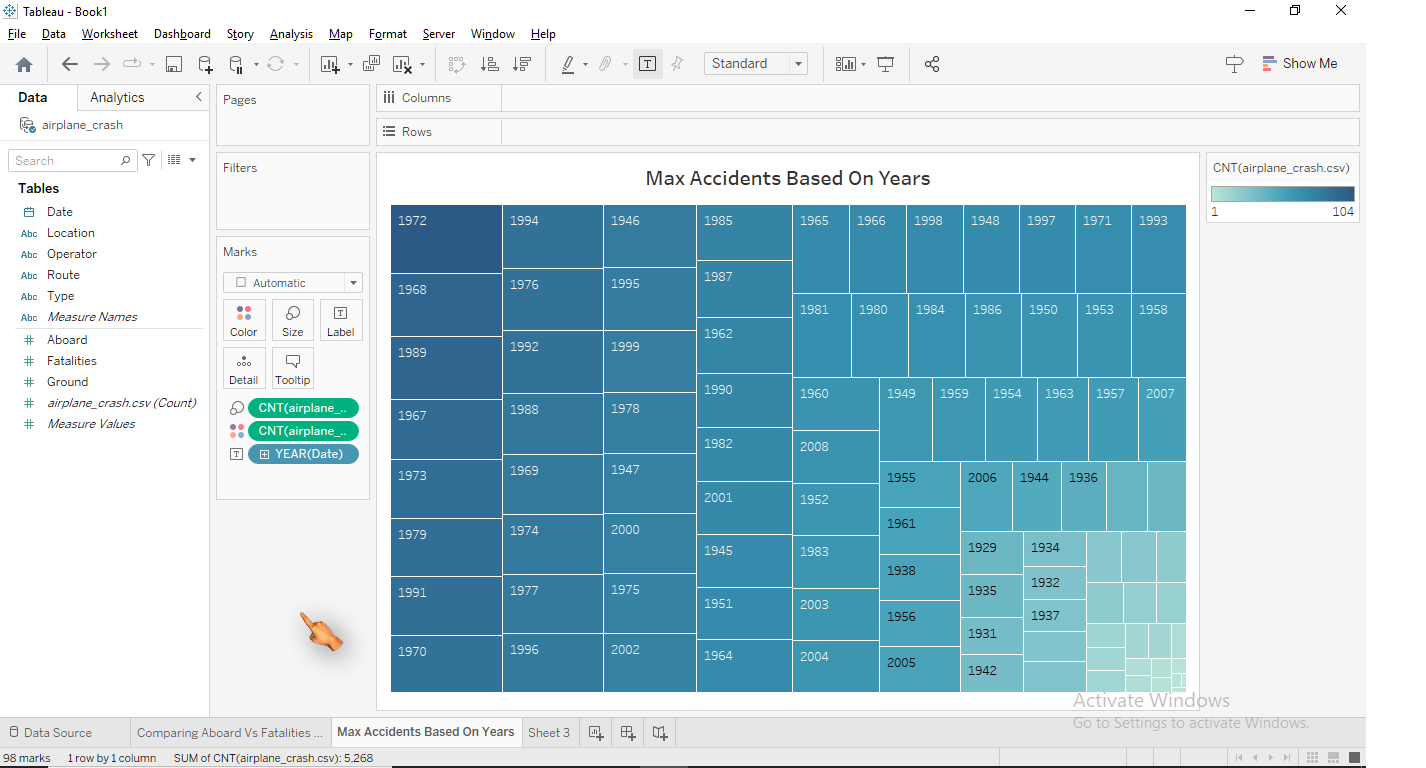 Tableau - Book1
File Data Worksheet Dashboard Story Analysis Map Format Server Window Help
Standard
Show Me
Data Analytics
airplane_crash
Search
Tables
Date
Abc Location
Abc Operator
Abc Route
Abc Type
Abc Measure Names
# Aboard
# Fatalities
# Ground
# airplane_crash.csv (Count)
# Measure Values
Pages
Filters
Marks
Automatic
Color Size T Label
Detail Tooltip
CNT(airplane_..
CNT(airplane_..
T YEAR(Date)
Columns
Rows
Max Accidents Based On Years
1972
1968
1989
1967
1973
1979
1991
1970
1994
1976
1992
1988
1969
1974
1977
1996
1946
1995
1999
1978
1947
2000
1975
2002
1985
1987
1962
1990
1982
2001
1945
1951
1964
1965 1966 1998 1948 1997 1971 1993
1981 1980 1984 1986 1950 1953 1958
1960
2008
1952
1983
2003
2004
1949 1959 1954 1963 1957 2007
1955
1961
1938
1956
2005
2006 1944 1936
1929
1935
1931
1942
1934
1932
1937
CNT(airplane_crash.csv)
1 104
Activate Windows
Go to Settings to activate Windows.
Data Source Comparing Aboard Vs Fatalities ... Max Accidents Based On Years Sheet 3
98 marks 1 row by 1 column SUM of CNT(airplane_crash.csv): 5,268